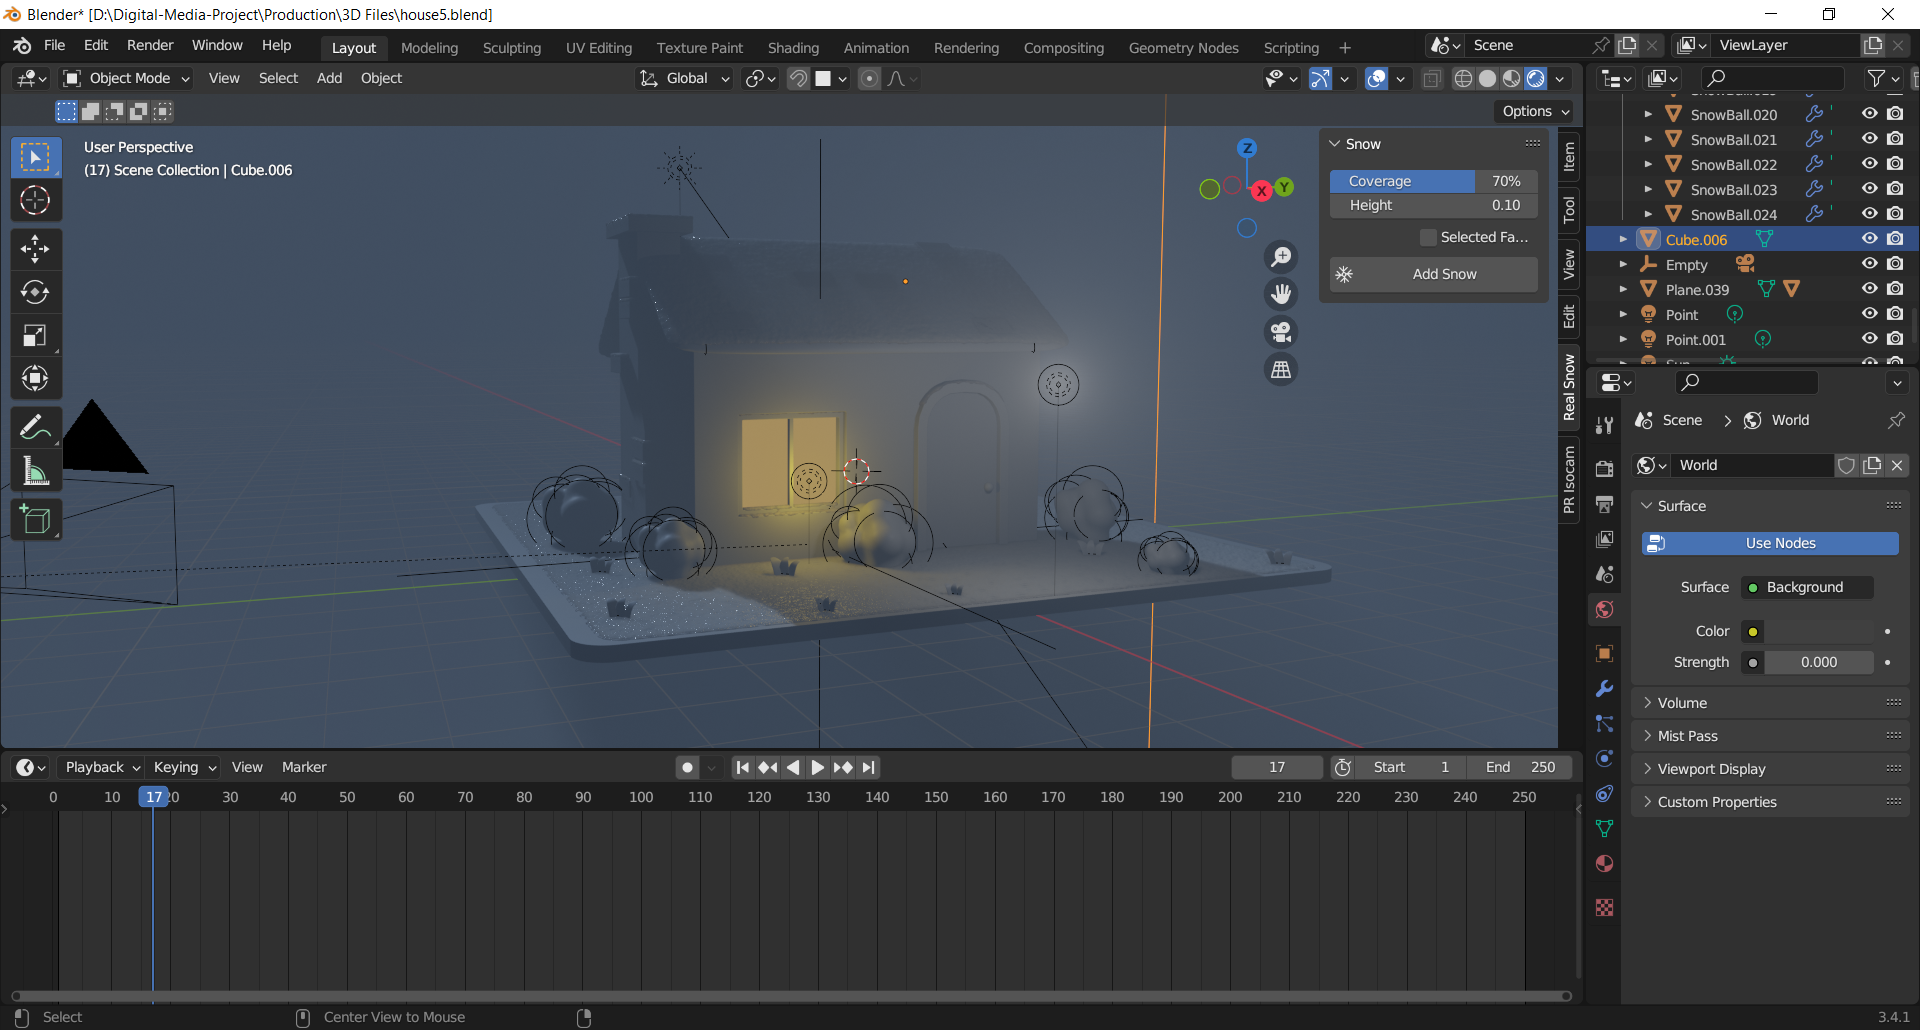 Blender* [D:\Digital-Media-Project\Production\3D Files\house5.blend]
File Edit Render Window Help Layout Modeling Sculpting UV Editing Texture Paint Shading Animation Rendering Compositing Geometry Nodes Scripting + Scene ViewLayer
Object Mode View Select Add Object Global
Options
User Perspective
(17) Scene Collection | Cube.006
Z
X
Y
Snow
Coverage 70%
Height 0.10
Selected Fa...
Add Snow
Item
Tool
View
Edit
Real Snow
PR Isocam
SnowBall.020
SnowBall.021
SnowBall.022
SnowBall.023
SnowBall.024
Cube.006
Empty
Plane.039
Point
Point.001
Scene > World
World
Surface
Use Nodes
Surface Background
Color
Strength 0.000
Volume
Mist Pass
Viewport Display
Custom Properties
Playback Keying View Marker 17 Start 1 End 250
0 10 17 20 30 40 50 60 70 80 90 100 110 120 130 140 150 160 170 180 190 200 210 220 230 240 250
Select Center View to Mouse 3.4.1